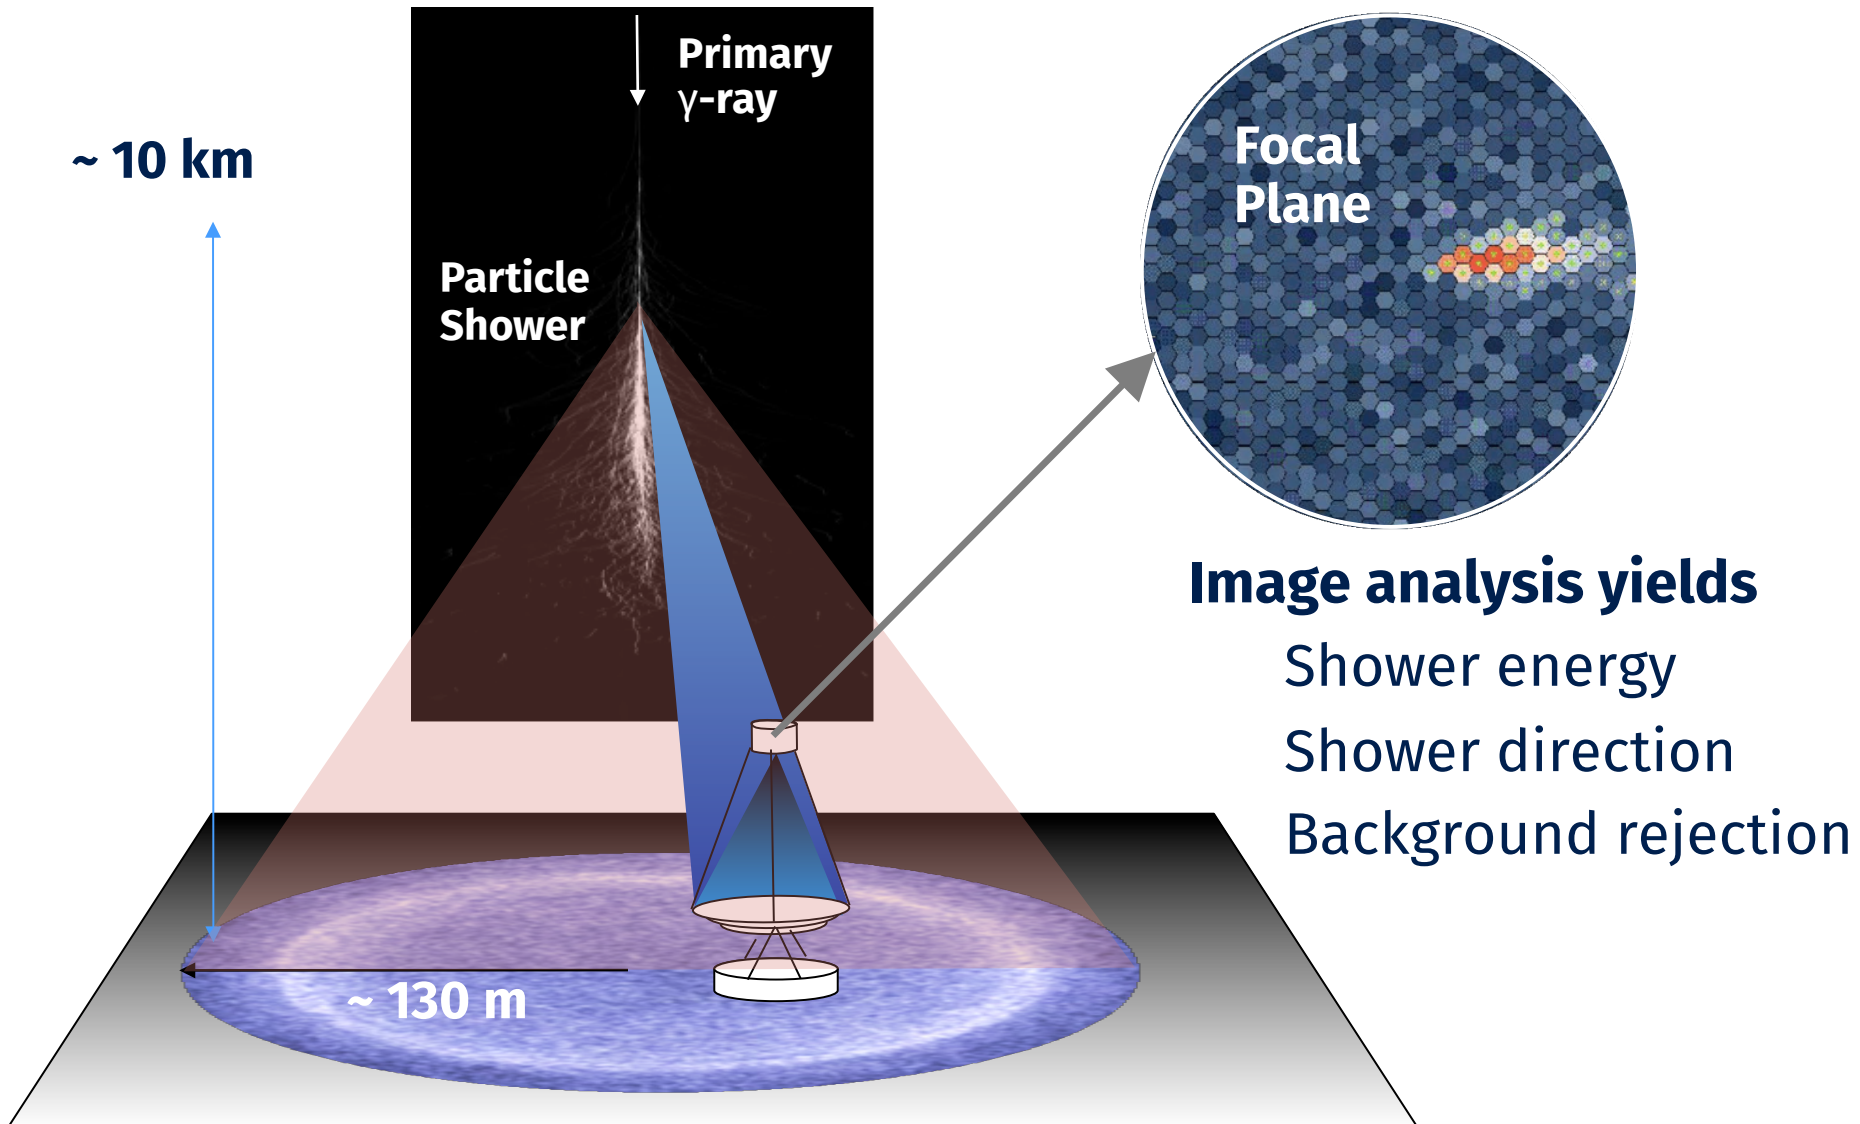 Primary
γ-ray
~ 10 km
Particle
Shower
Focal
Plane
Image analysis yields
Shower energy
Shower direction
Background rejection
~ 130 m